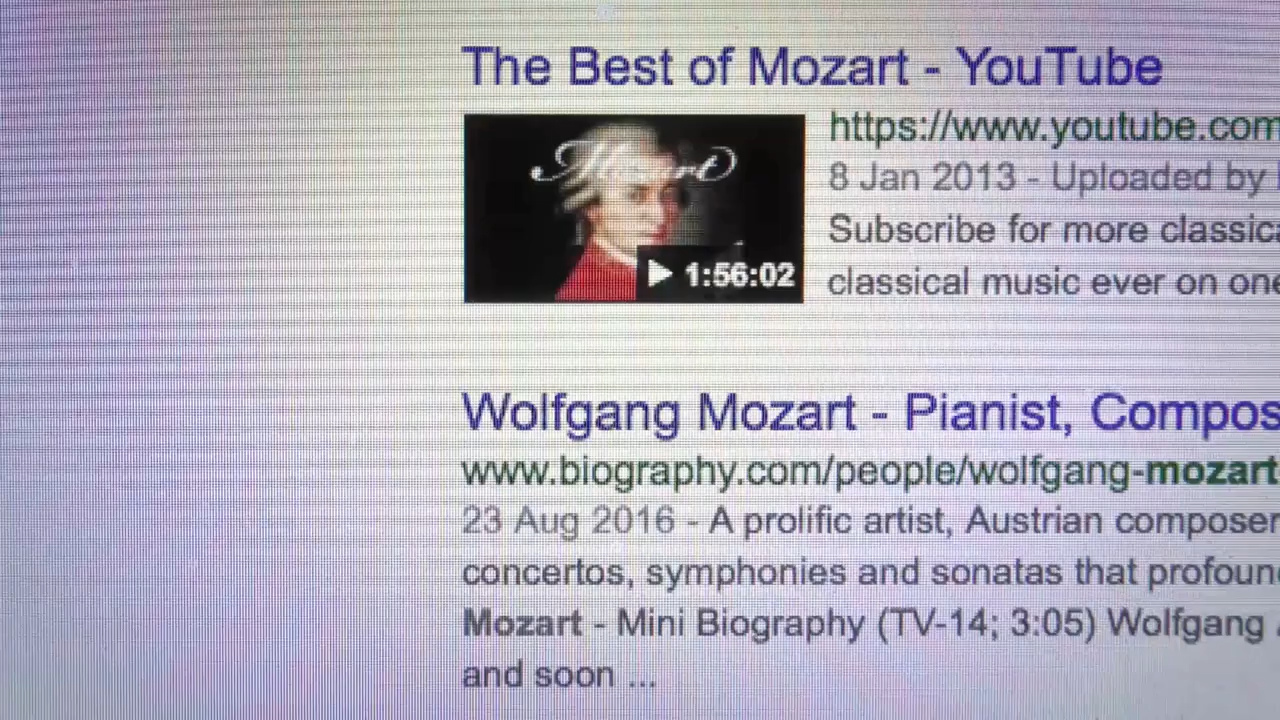 The Best of Mozart - YouTube
Mozart
https://www.youtube.com
8 Jan 2013 - Uploaded by
Subscribe for more classic
1:56:02
classical music ever on one
Wolfgang Mozart - Pianist, Compos
www.biography.com/people/wolfgang-mozart
23 Aug 2016 - A prolific artist, Austrian composer
concertos, symphonies and sonatas that profoun
Mozart - Mini Biography (TV-14; 3:05) Wolfgang
and soon ...